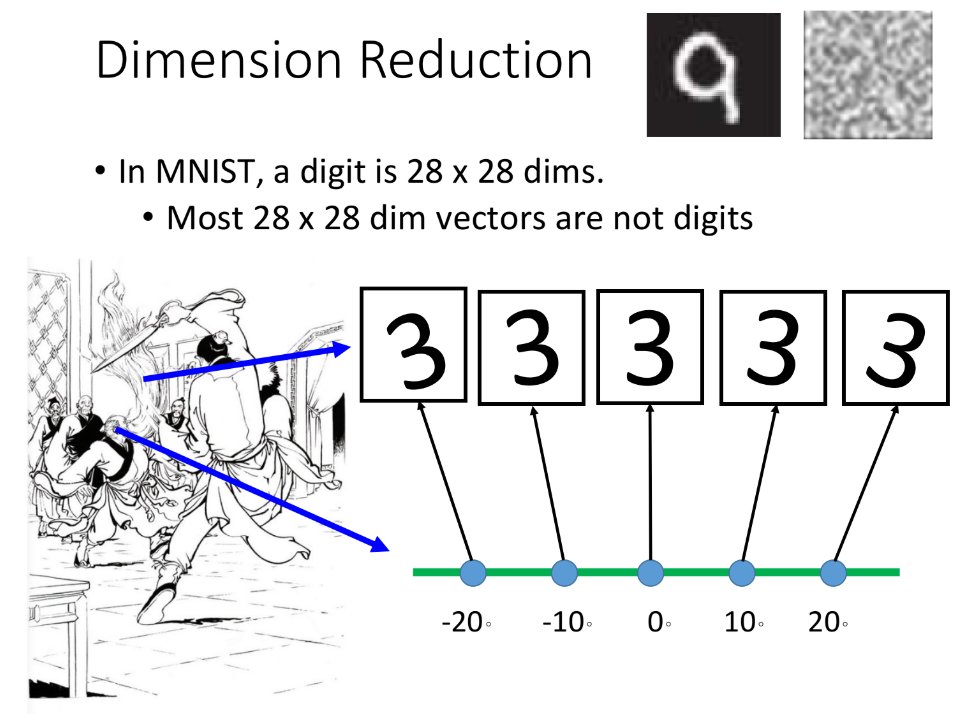 Dimension Reduction
9
• In MNIST, a digit is 28 x 28 dims.
• Most 28 x 28 dim vectors are not digits
3 3 3 3 3
-20° -10° 0° 10° 20°